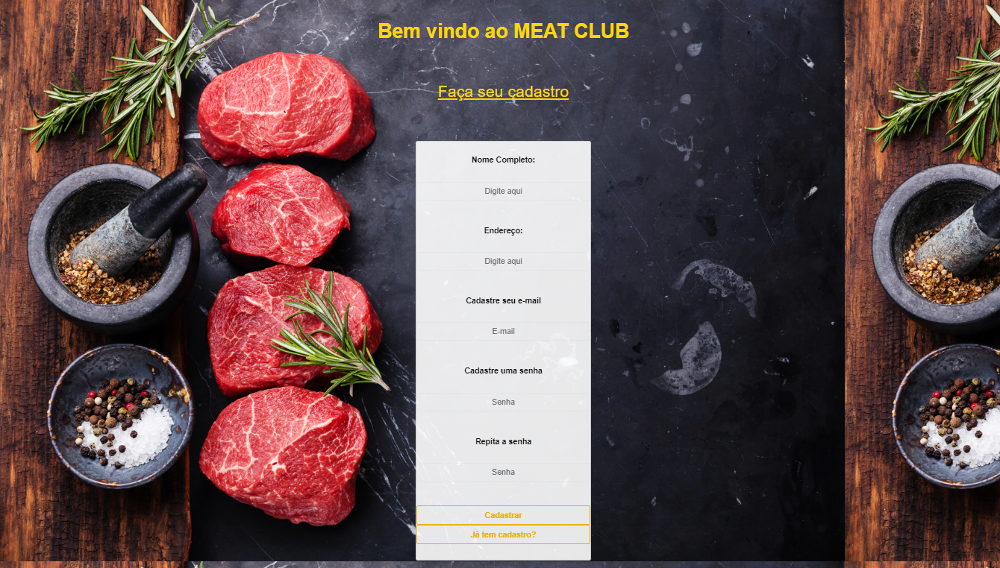 Bem vindo ao MEAT CLUB
Faça seu cadastro
Nome Completo:
Digite aqui
Endereço:
Digite aqui
Cadastre seu e-mail
E-mail
Cadastre uma senha
Senha
Repita a senha
Senha
Cadastrar
Já tem cadastro?